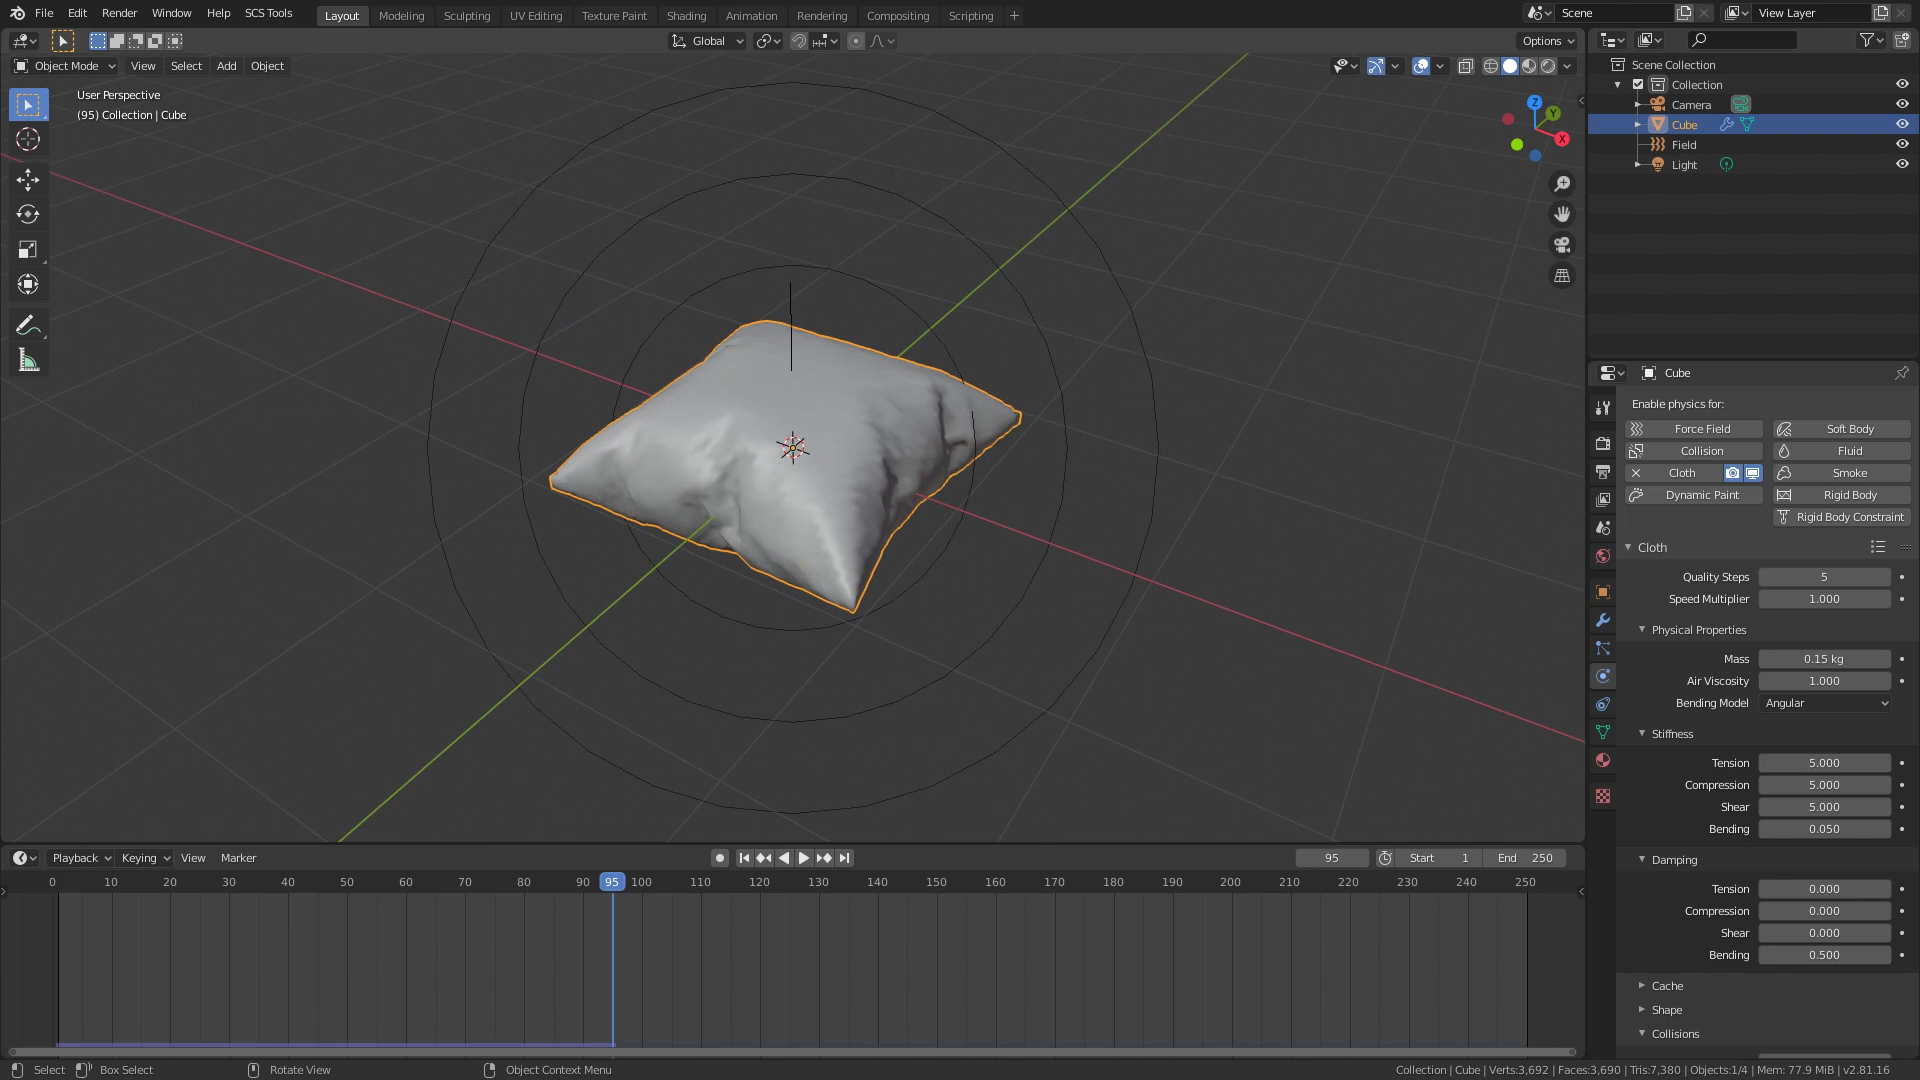 File Edit Render Window Help SCS Tools Layout Modeling Sculpting UV Editing Texture Paint Shading Animation Rendering Compositing Scripting + Scene View Layer
Global Options
Object Mode View Select Add Object
User Perspective
(95) Collection | Cube
Z
Y
X
Scene Collection
Collection
Camera
Cube
Field
Light
Cube
Enable physics for:
Force Field Soft Body
Collision Fluid
Cloth Smoke
Dynamic Paint Rigid Body
Rigid Body Constraint
Cloth
Quality Steps 5
Speed Multiplier 1.000
Physical Properties
Mass 0.15 kg
Air Viscosity 1.000
Bending Model Angular
Stiffness
Tension 5.000
Compression 5.000
Shear 5.000
Bending 0.050
Damping
Tension 0.000
Compression 0.000
Shear 0.000
Bending 0.500
Cache
Shape
Collisions
Playback Keying View Marker 95 Start 1 End 250
0 10 20 30 40 50 60 70 80 90 95 100 110 120 130 140 150 160 170 180 190 200 210 220 230 240 250
Select Box Select Rotate View Object Context Menu Collection | Cube | Verts:3,692 | Faces:3,690 | Tris:7,380 | Objects:1/4 | Mem: 77.9 MiB | v2.81.16